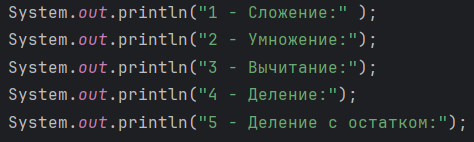 System.out.println("1 - Сложение:" );
System.out.println("2 - Умножение:");
System.out.println("3 - Вычитание:");
System.out.println("4 - Деление:");
System.out.println("5 - Деление с остатком:");